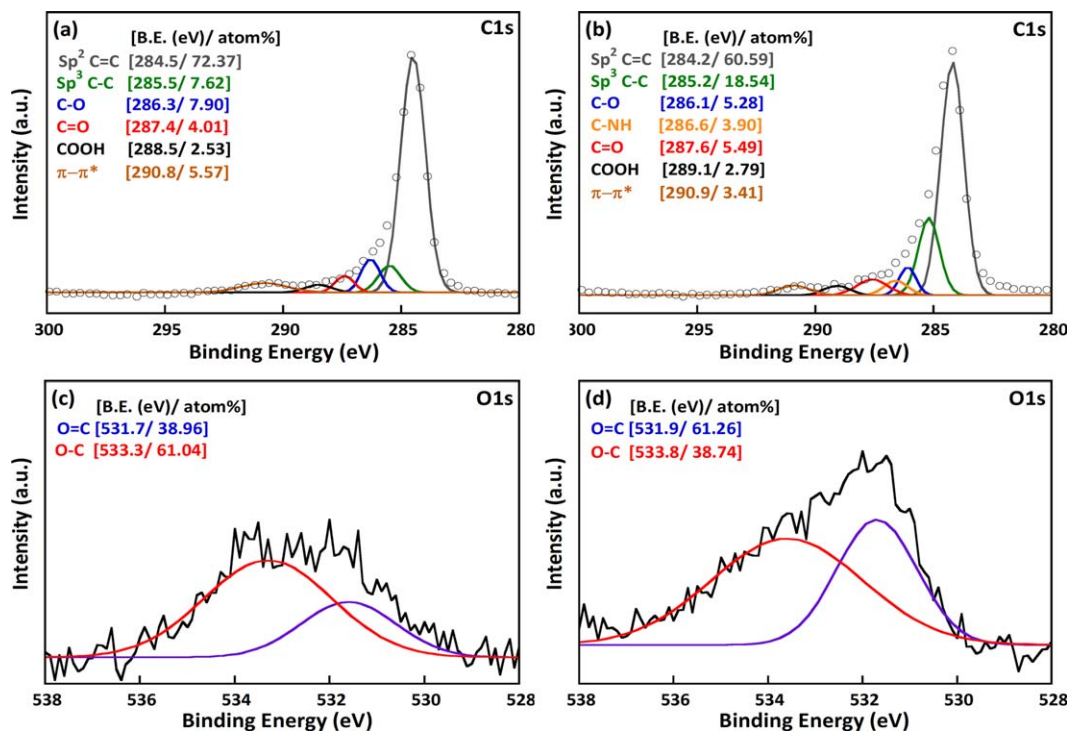 (a) [B.E. (eV)/ atom%] C1s
Sp² C=C [284.5/ 72.37]
Sp³ C-C [285.5/ 7.62]
C-O [286.3/ 7.90]
C=O [287.4/ 4.01]
COOH [288.5/ 2.53]
π−π* [290.8/ 5.57]
Intensity (a.u.)
300 295 290 285 280
Binding Energy (eV)
(b) [B.E. (eV)/ atom%] C1s
Sp² C=C [284.2/ 60.59]
Sp³ C-C [285.2/ 18.54]
C-O [286.1/ 5.28]
C-NH [286.6/ 3.90]
C=O [287.6/ 5.49]
COOH [289.1/ 2.79]
π−π* [290.9/ 3.41]
Intensity (a.u.)
300 295 290 285 280
Binding Energy (eV)
(c) [B.E. (eV)/ atom%] O1s
O=C [531.7/ 38.96]
O-C [533.3/ 61.04]
Intensity (a.u.)
538 536 534 532 530 528
Binding Energy (eV)
(d) [B.E. (eV)/ atom%] O1s
O=C [531.9/ 61.26]
O-C [533.8/ 38.74]
Intensity (a.u.)
538 536 534 532 530 528
Binding Energy (eV)